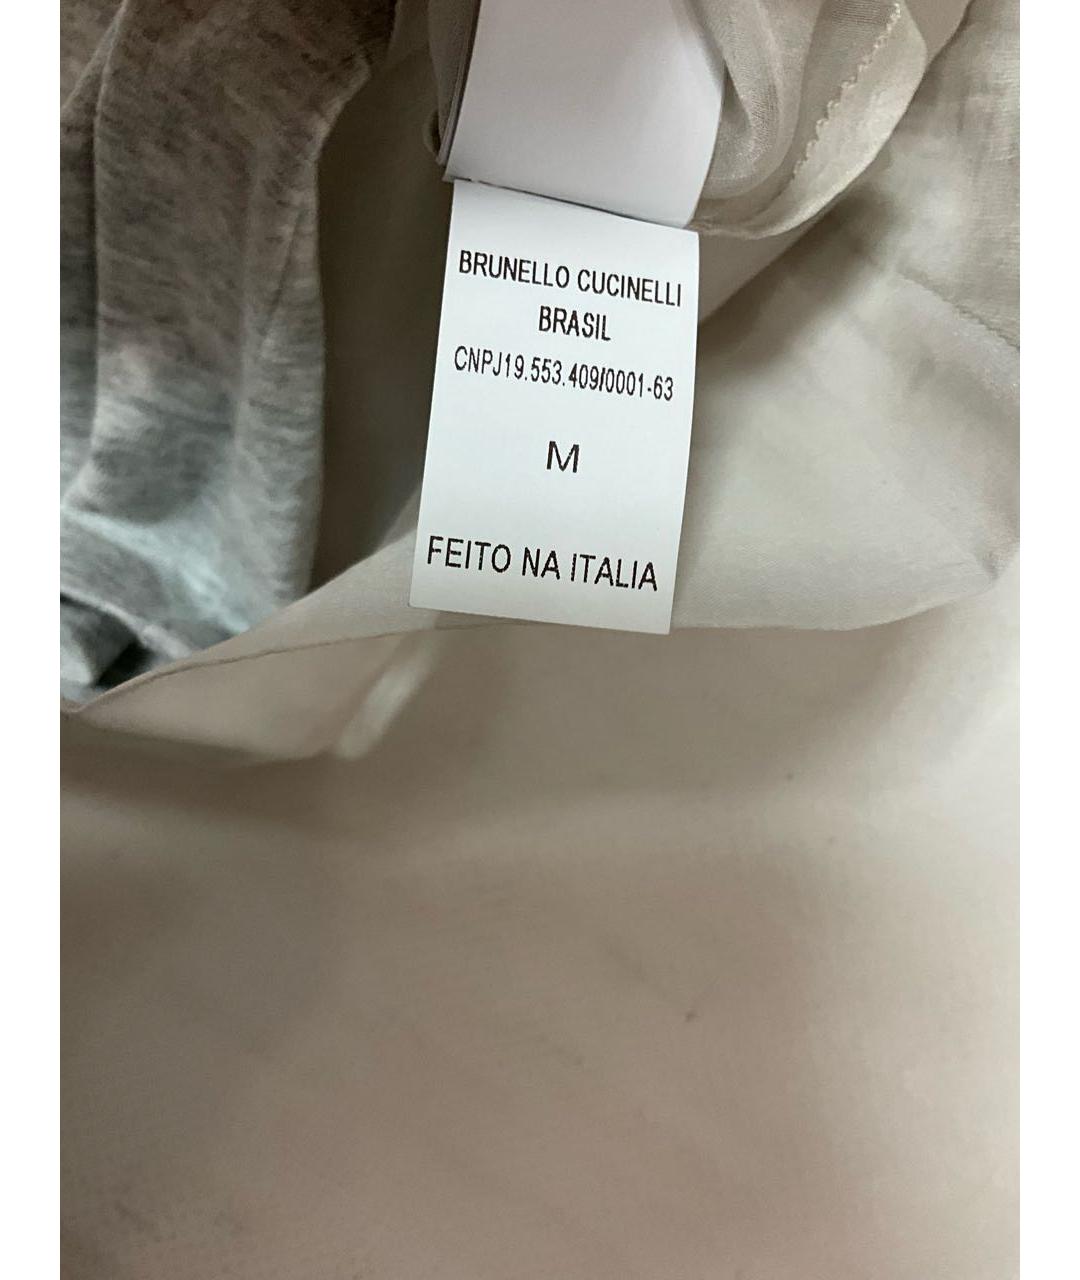 BRUNELLO CUCINELLI
BRASIL
CNPJ19.553.409/0001-63
M
FEITO NA ITALIA